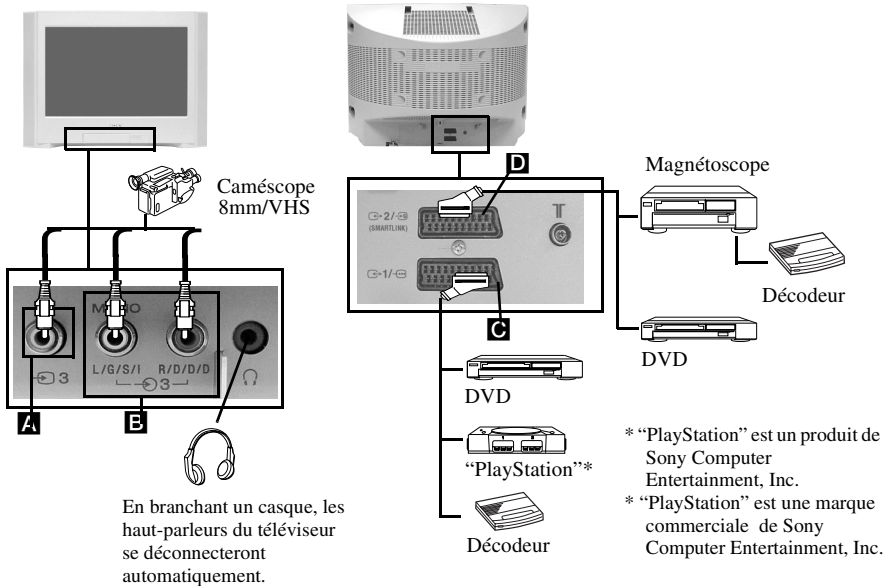 D
Magnétoscope
Caméscope
8mm/VHS
2/
(SMARTLINK)
1/
Décodeur
C
DVD
MONO
L/G/S/I
R/D/D/D
3
3
A
B
DVD
“PlayStation”*
Décodeur
En branchant un casque, les
haut-parleurs du téléviseur
se déconnecteront
automatiquement.
* “PlayStation” est un produit de
Sony Computer
Entertainment, Inc.
* “PlayStation” est une marque
commerciale de Sony
Computer Entertainment, Inc.